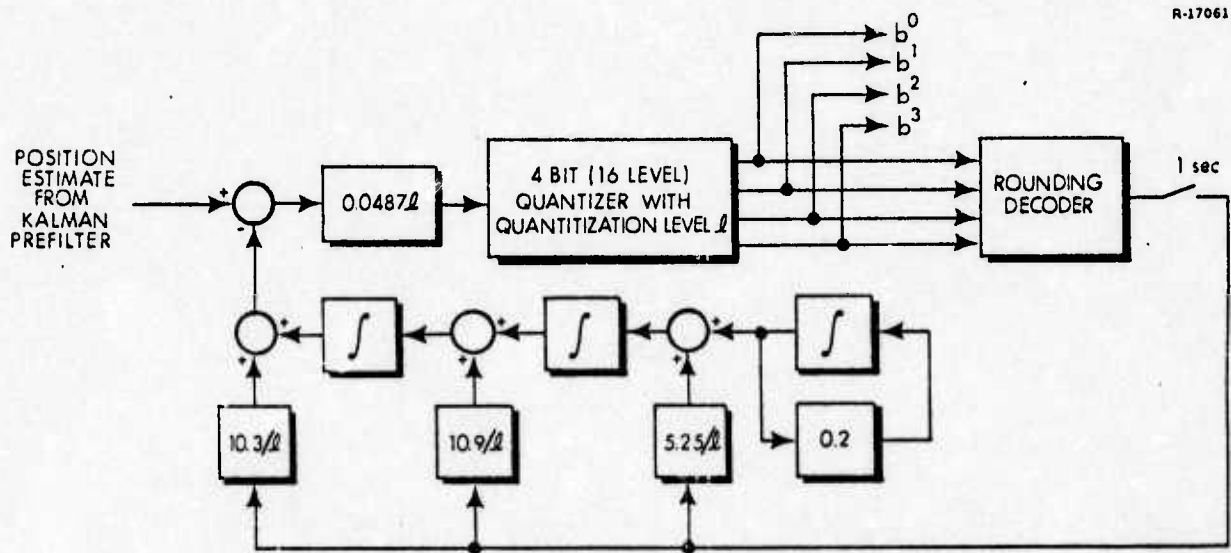 R-17061
b0
b1
b2
b3
POSITION
ESTIMATE
FROM
KALMAN
PREFILTER
+
-
0.0487ℓ
4 BIT (16 LEVEL)
QUANTIZER WITH
QUANTITIZATION LEVEL ℓ
ROUNDING
DECODER
1 sec
+
+
∫
+
+
∫
+
+
∫
10.3/ℓ
10.9/ℓ
5.25/ℓ
0.2